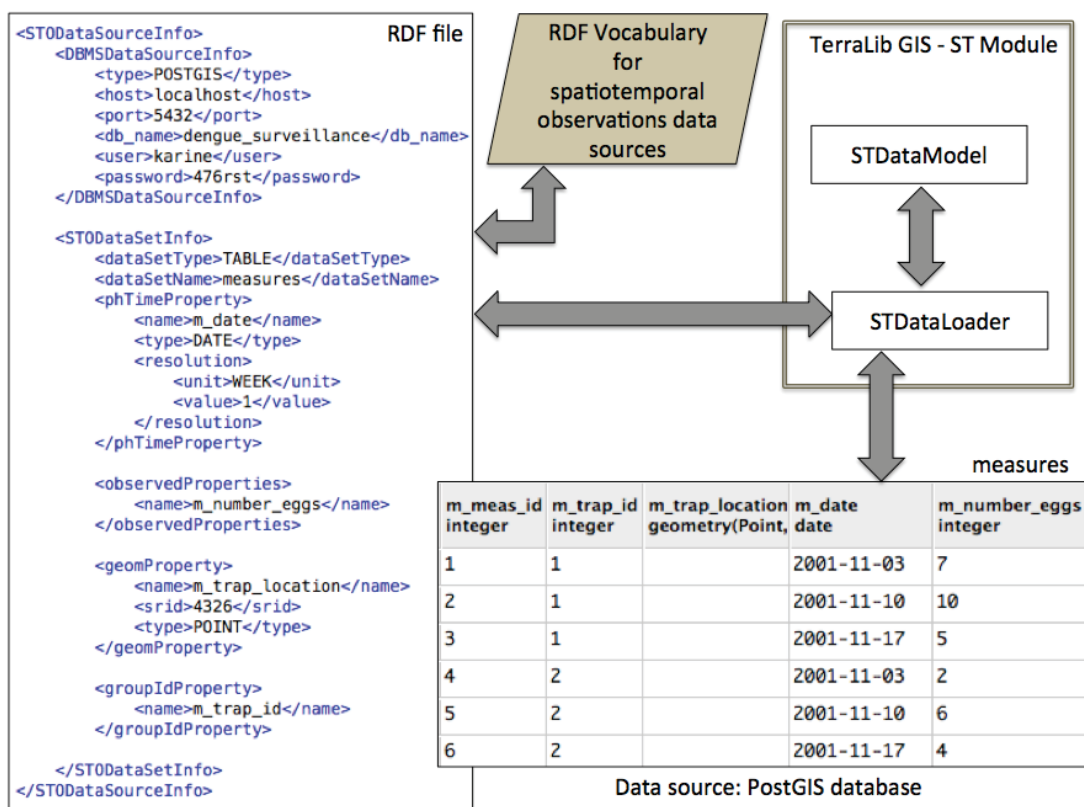 RDF file
<STODataSourceInfo>
<DBMSDataSourceInfo>
<type>POSTGIS</type>
<host>localhost</host>
<port>5432</port>
<db_name>dengue_surveillance</db_name>
<user>karine</user>
<password>476rst</password>
</DBMSDataSourceInfo>
<STODataSetInfo>
<dataSetType>TABLE</dataSetType>
<dataSetName>measures</dataSetName>
<phTimeProperty>
<name>m_date</name>
<type>DATE</type>
<resolution>
<unit>WEEK</unit>
<value>1</value>
</resolution>
</phTimeProperty>
<observedProperties>
<name>m_number_eggs</name>
</observedProperties>
<geomProperty>
<name>m_trap_location</name>
<srid>4326</srid>
<type>POINT</type>
</geomProperty>
<groupIdProperty>
<name>m_trap_id</name>
</groupIdProperty>
</STODataSetInfo>
</STODataSourceInfo>
RDF Vocabulary
for
spatiotemporal
observations data
sources
TerraLib GIS - ST Module
STDataModel
STDataLoader
measures
m_meas_id m_trap_id m_trap_location m_date m_number_eggs
integer integer geometry(Point, date integer
1 1 2001-11-03 7
2 1 2001-11-10 10
3 1 2001-11-17 5
4 2 2001-11-03 2
5 2 2001-11-10 6
6 2 2001-11-17 4
Data source: PostGIS database